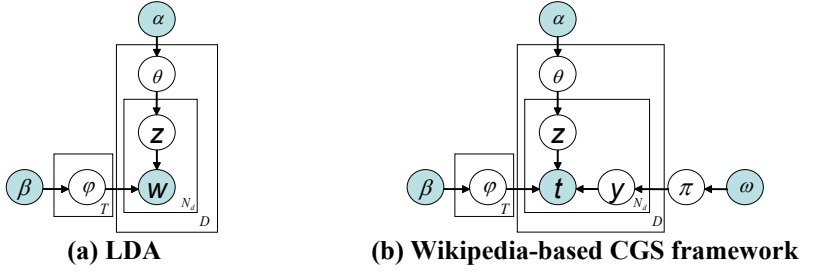 α α
θ θ
z z
β φ w β φ t y π ω
T N_d T N_d
D D
(a) LDA (b) Wikipedia-based CGS framework